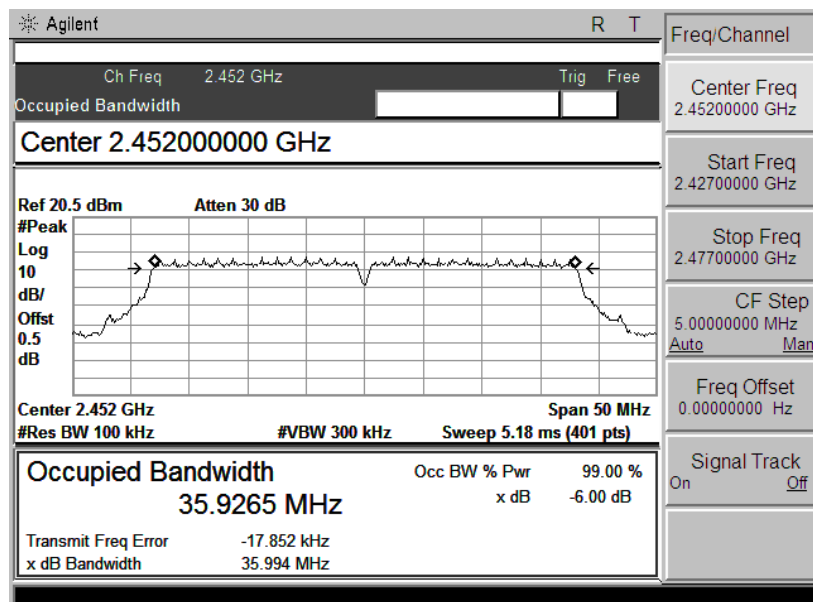 Agilent R T
Ch Freq 2.452 GHz Trig Free
Occupied Bandwidth
Center 2.452000000 GHz
Ref 20.5 dBm Atten 30 dB
#Peak
Log
10
dB/
Offst
0.5
dB
Center 2.452 GHz Span 50 MHz
#Res BW 100 kHz #VBW 300 kHz Sweep 5.18 ms (401 pts)
Occupied Bandwidth Occ BW % Pwr 99.00 %
35.9265 MHz x dB -6.00 dB
Transmit Freq Error -17.852 kHz
x dB Bandwidth 35.994 MHz
Freq/Channel
Center Freq
2.45200000 GHz
Start Freq
2.42700000 GHz
Stop Freq
2.47700000 GHz
CF Step
5.00000000 MHz
Auto Man
Freq Offset
0.00000000 Hz
Signal Track
On Off